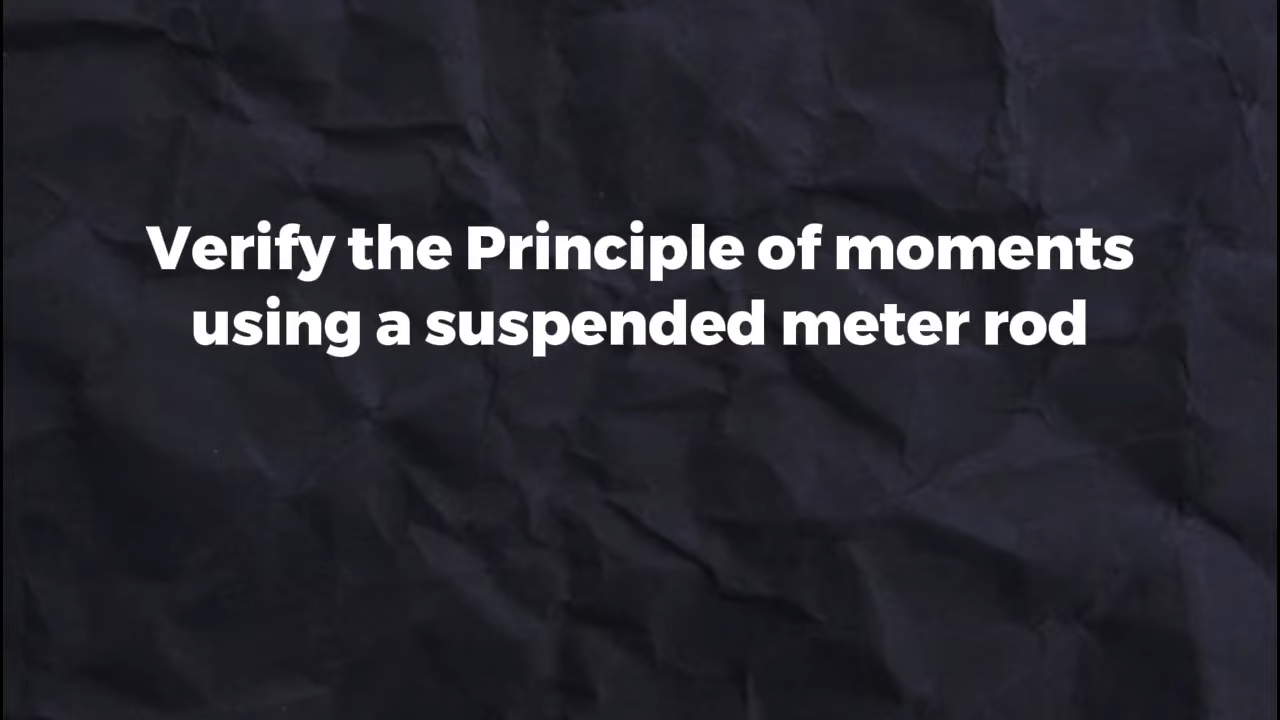 Verify the Principle of moments
using a suspended meter rod